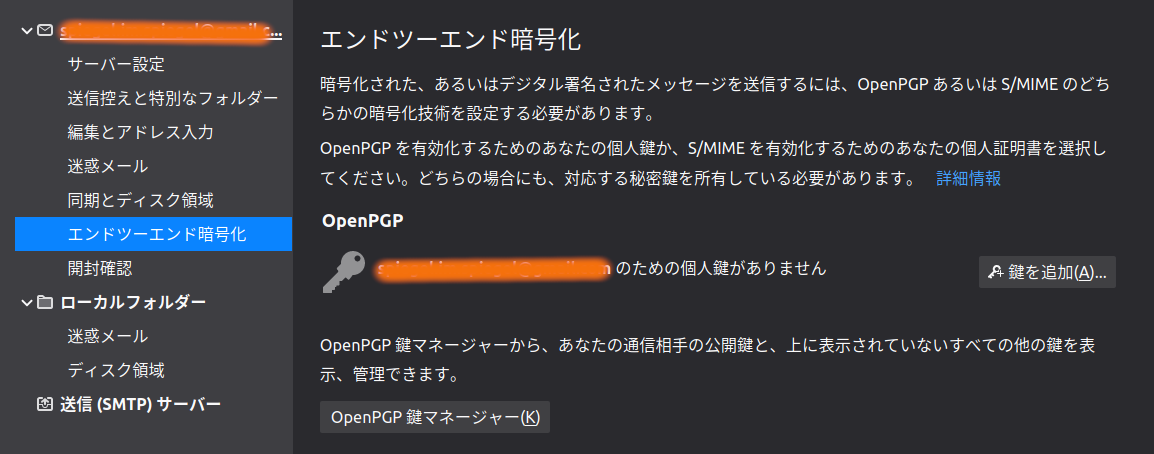 サーバー設定
送信控えと特別なフォルダー
編集とアドレス入力
迷惑メール
同期とディスク領域
エンドツーエンド暗号化
開封確認
ローカルフォルダー
迷惑メール
ディスク領域
送信 (SMTP) サーバー
エンドツーエンド暗号化
暗号化された、あるいはデジタル署名されたメッセージを送信するには、OpenPGP あるいは S/MIME のどち
らかの暗号化技術を設定する必要があります。
OpenPGP を有効化するためのあなたの個人鍵か、S/MIME を有効化するためのあなたの個人証明書を選択し
てください。どちらの場合にも、対応する秘密鍵を所有している必要があります。 詳細情報
OpenPGP
のための個人鍵がありません
鍵を追加(A)...
OpenPGP 鍵マネージャーから、あなたの通信相手の公開鍵と、上に表示されていないすべての他の鍵を表
示、管理できます。
OpenPGP 鍵マネージャー(K)